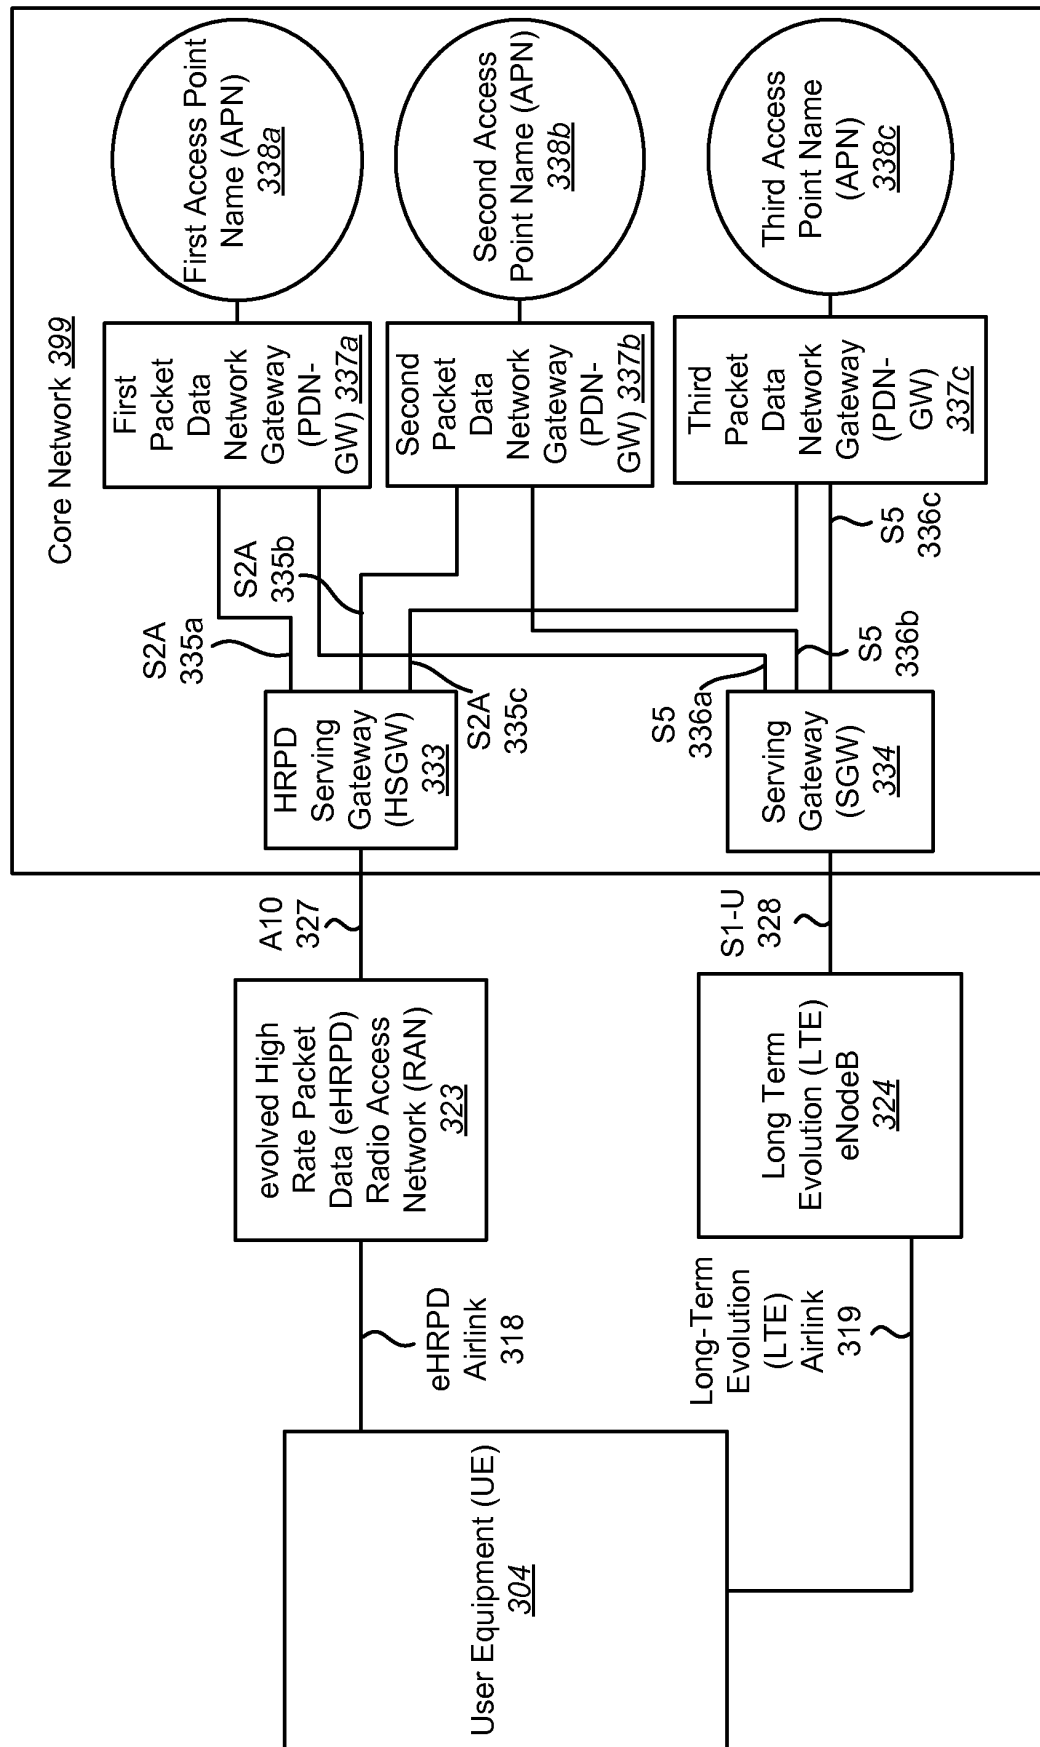 Core Network 399
First Access Point
Name (APN)
338a
Second Access
Point Name (APN)
338b
Third Access
Point Name
(APN)
338c
First
Packet
Data
Network
Gateway
(PDN-
GW) 337a
Second
Packet
Data
Network
Gateway
(PDN-
GW) 337b
Third
Packet
Data
Network
Gateway
(PDN-
GW)
337c
S2A
335a
S2A
335b
S2A
335c
S5
336a
S5
336b
S5
336c
HRPD
Serving
Gateway
(HSGW)
333
Serving
Gateway
(SGW)
334
A10
327
S1-U
328
evolved High
Rate Packet
Data (eHRPD)
Radio Access
Network (RAN)
323
Long Term
Evolution (LTE)
eNodeB
324
eHRPD
Airlink
318
Long-Term
Evolution
(LTE)
Airlink
319
User Equipment (UE)
304